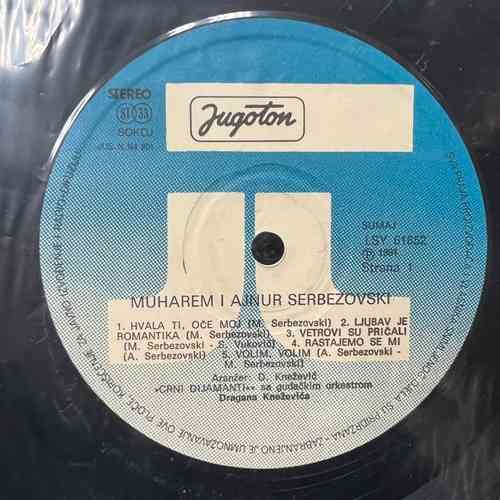 STEREO
ST 33
SOKOJ
Jugoton
SUMAJ
LSY 61652
Ⓟ 1981
Strana 1
MUHAREM I AJNUR SERBEZOVSKI
1. HVALA TI, OČE MOJ (M. Serbezovski) 2. LJUBAV JE
ROMANTIKA (M. Serbezovski) 3. VETROVI SU PRIČALI
(M. Serbezovski - S. Vuković) 4. RASTAJEMO SE MI
(A. Serbezovski) 5. VOLIM, VOLIM (A. Serbezovski -
M. Serbezovski)
Aranžer: D. Knežević
»CRNI DIJAMANTI« sa gudačkim orkestrom
Dragana Kneževića